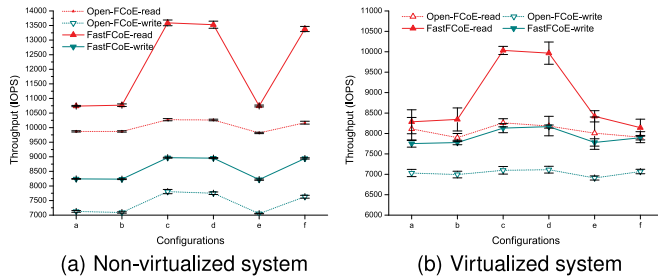 Open-FCoE-read
Open-FCoE-write
FastFCoE-read
FastFCoE-write
Throughput (IOPS)
14000
13500
13000
12500
12000
11500
11000
10500
10000
9500
9000
8500
8000
7500
7000
a b c d e f
Configurations
(a) Non-virtualized system
Open-FCoE-read Open-FCoE-write
FastFCoE-read FastFCoE-write
Throughput (IOPS)
11000
10500
10000
9500
9000
8500
8000
7500
7000
6500
6000
a b c d e f
Configurations
(b) Virtualized system